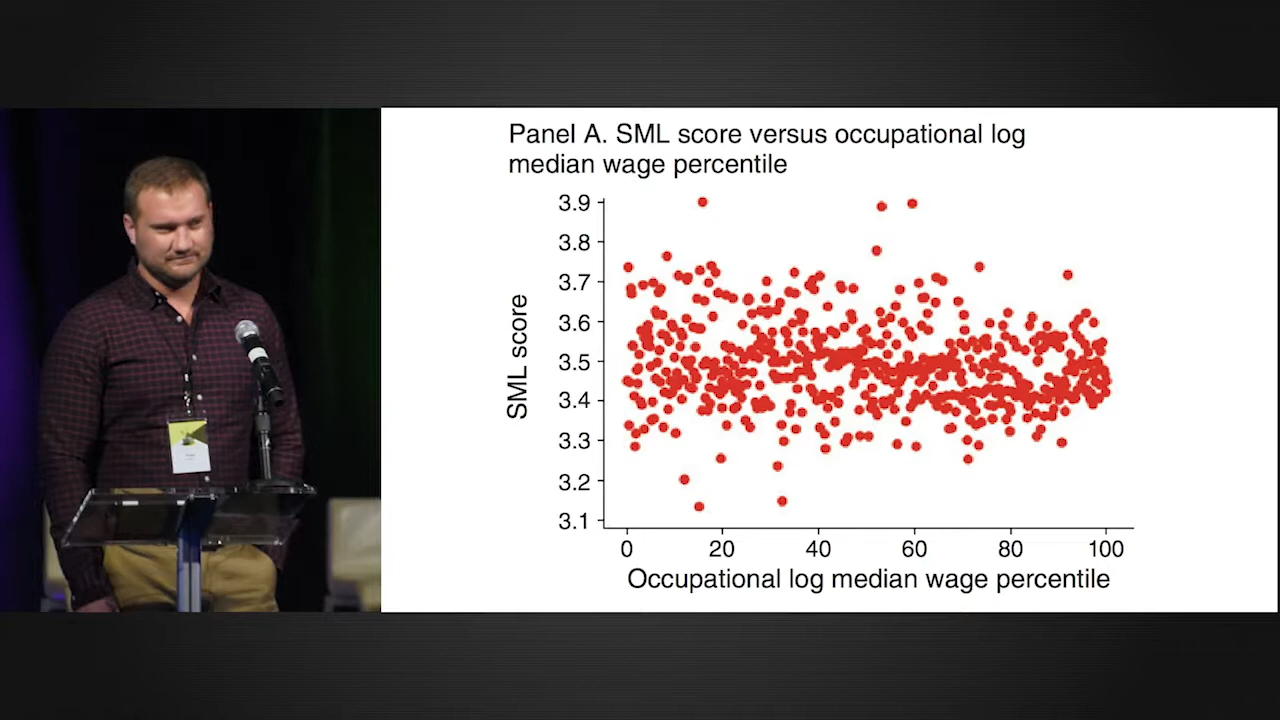 Panel A. SML score versus occupational log
median wage percentile
3.9
3.8
3.7
3.6
3.5
3.4
3.3
3.2
3.1
SML score
0 20 40 60 80 100
Occupational log median wage percentile